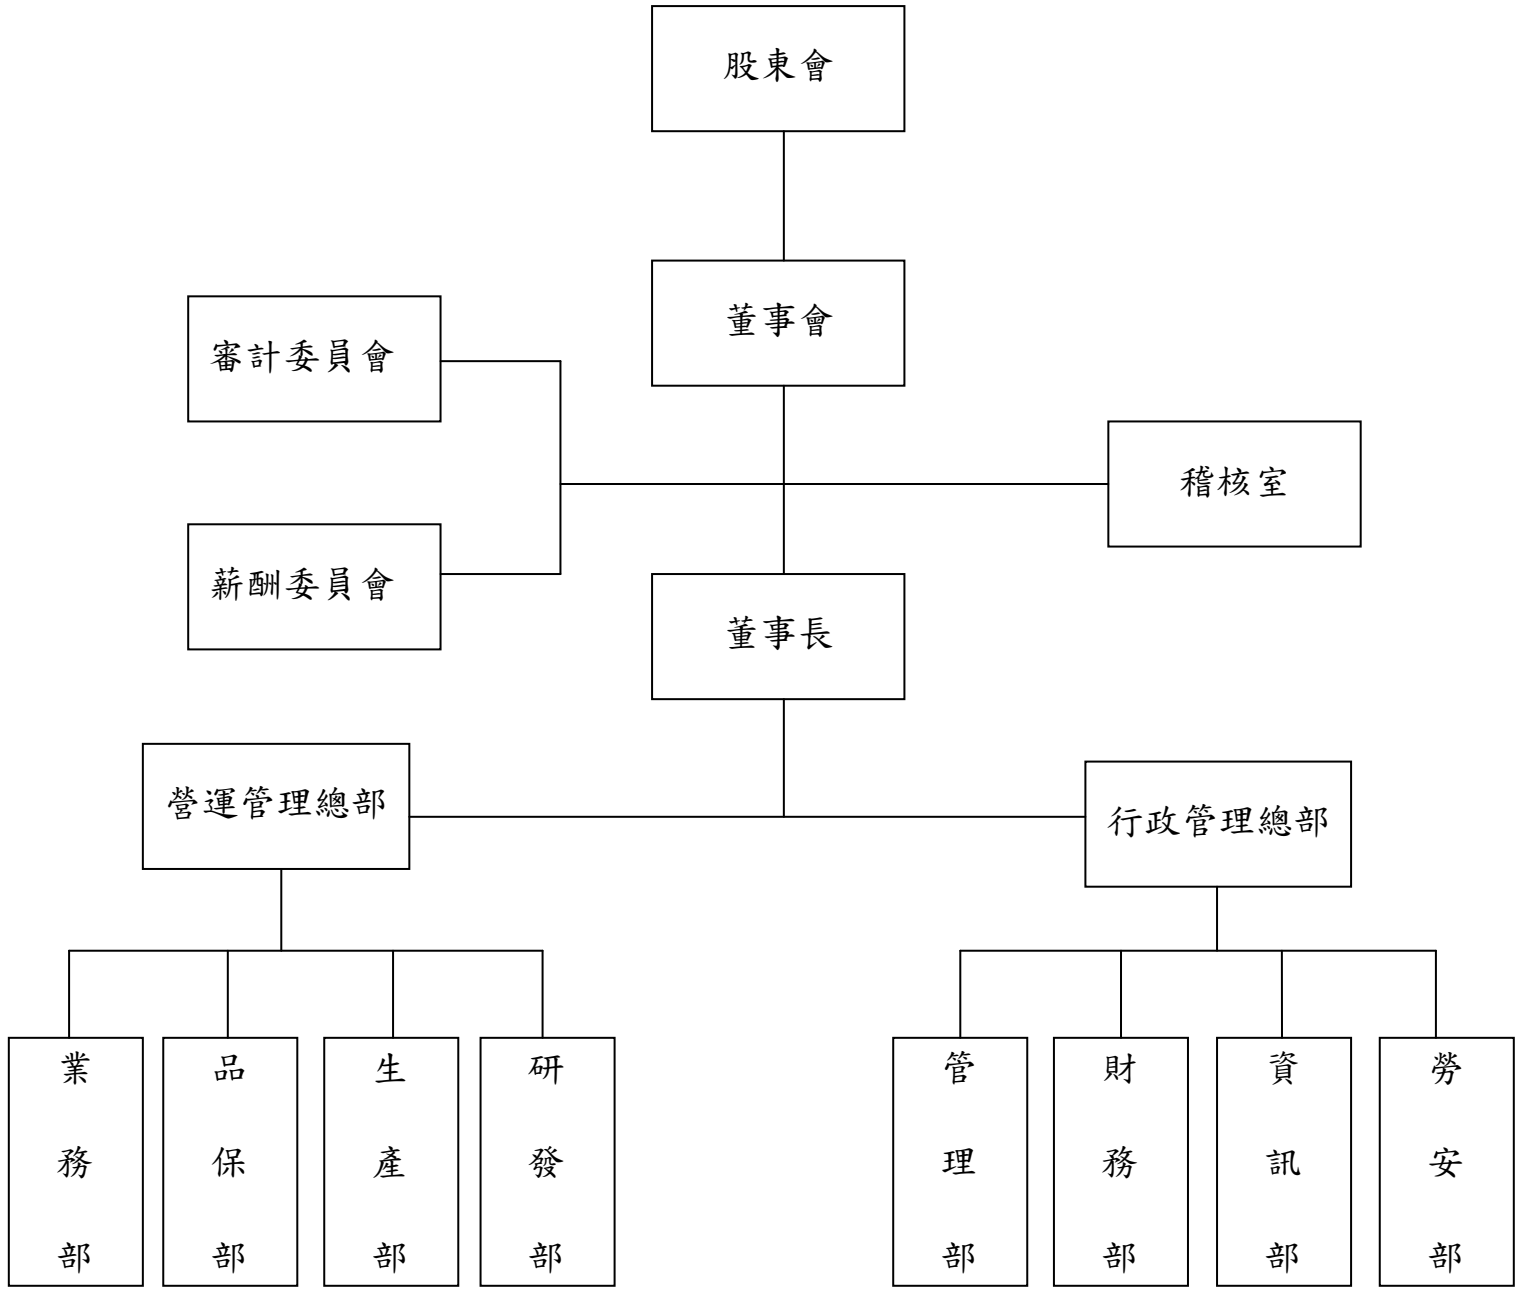 股東會
董事會
審計委員會
稽核室
薪酬委員會
董事長
營運管理總部
行政管理總部
業務部
品保部
生產部
研發部
管理部
財務部
資訊部
勞安部